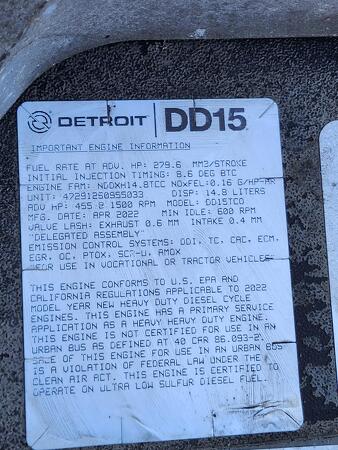 DETROIT DD15
IMPORTANT ENGINE INFORMATION
FUEL RATE AT ADV. HP: 279.6 MM3/STROKE
INITIAL INJECTION TIMING: 8.6 DEG BTC
ENGINE FAM: NDDXH14.8TCC NOXFEL:0.16 G/HP-HR
UNIT: 47291250955033 DISP: 14.8 LITERS
ADV HP: 455 @ 1500 RPM MODEL: DD15TCO
MFG. DATE: APR 2022 MIN IDLE: 600 RPM
VALVE LASH: EXHAUST 0.6 MM INTAKE 0.4 MM
"DELEGATED ASSEMBLY"
EMISSION CONTROL SYSTEMS: DDI, TC, CAC, ECM,
EGR, OC, PTOX, SCR-U, AMOX
FOR USE IN VOCATIONAL OR TRACTOR VEHICLES
THIS ENGINE CONFORMS TO U.S. EPA AND
CALIFORNIA REGULATIONS APPLICABLE TO 2022
MODEL YEAR NEW HEAVY DUTY DIESEL CYCLE
ENGINES. THIS ENGINE HAS A PRIMARY SERVICE
APPLICATION AS A HEAVY HEAVY DUTY ENGINE.
THIS ENGINE IS NOT CERTIFIED FOR USE IN AN
URBAN BUS AS DEFINED AT 40 CAR 86.093-2.
SALE OF THIS ENGINE FOR USE IN AN URBAN BUS
IS A VIOLATION OF FEDERAL LAW UNDER THE
CLEAN AIR ACT. THIS ENGINE IS CERTIFIED TO
OPERATE ON ULTRA LOW SULFUR DIESEL FUEL.